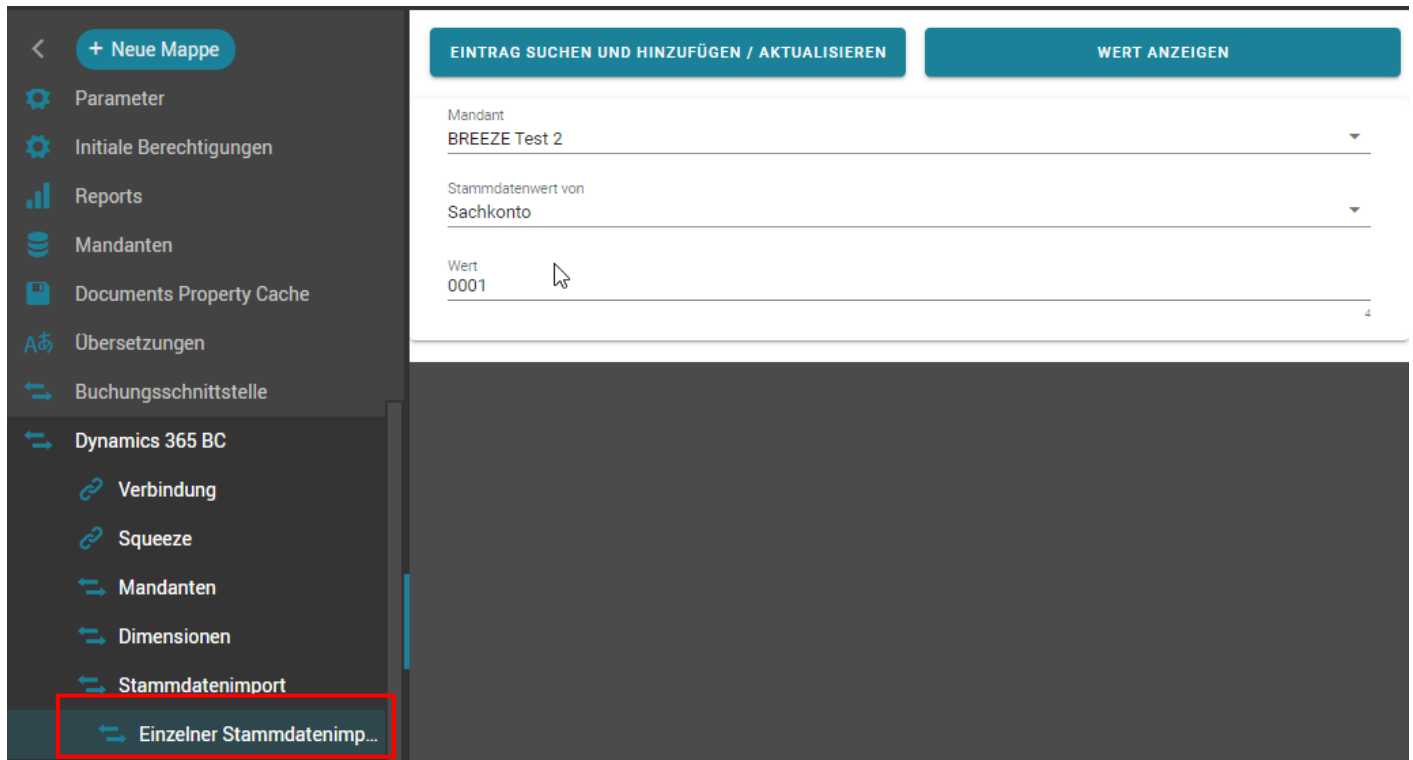 + Neue Mappe
Parameter
Initiale Berechtigungen
Reports
Mandanten
Documents Property Cache
Aあ Übersetzungen
Buchungsschnittstelle
Dynamics 365 BC
Verbindung
Squeeze
Mandanten
Dimensionen
Stammdatenimport
Einzelner Stammdatenimp...
EINTRAG SUCHEN UND HINZUFÜGEN / AKTUALISIEREN
WERT ANZEIGEN
Mandant
BREEZE Test 2
Stammdatenwert von
Sachkonto
Wert
0001
4